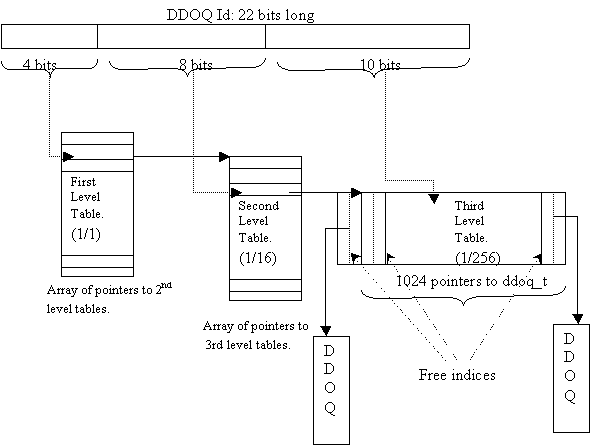 DDOQ Id: 22 bits long
4 bits
8 bits
10 bits
First
Level
Table.
(1/1)
Second
Level
Table.
(1/16)
Third
Level
Table.
(1/256)
Array of pointers to 2nd
level tables.
1024 pointers to ddoq_t
Array of pointers to
3rd level tables.
D
D
O
Q
Free indices
D
D
O
Q